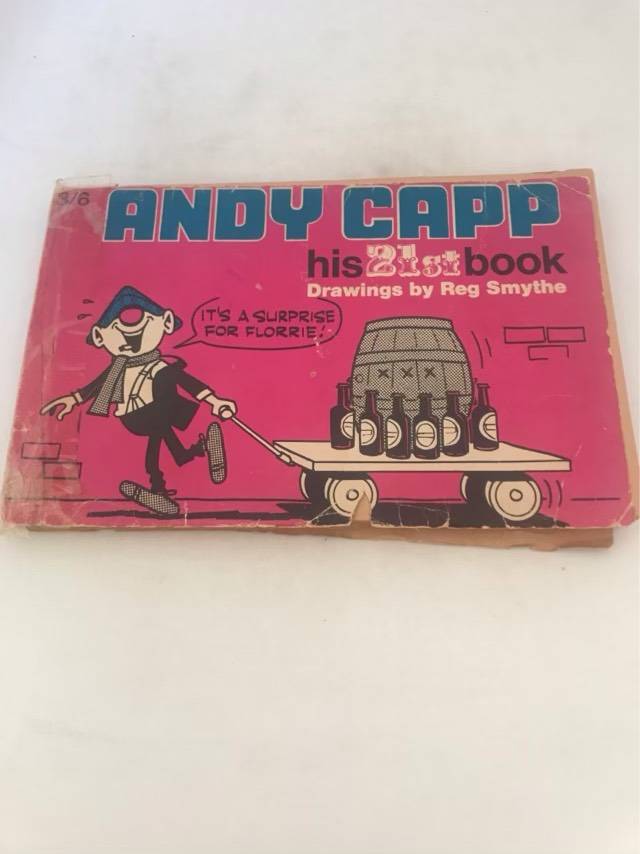 3/6
ANDY CAPP
his 21st book
Drawings by Reg Smythe
IT'S A SURPRISE
FOR FLORRIE!
XXX